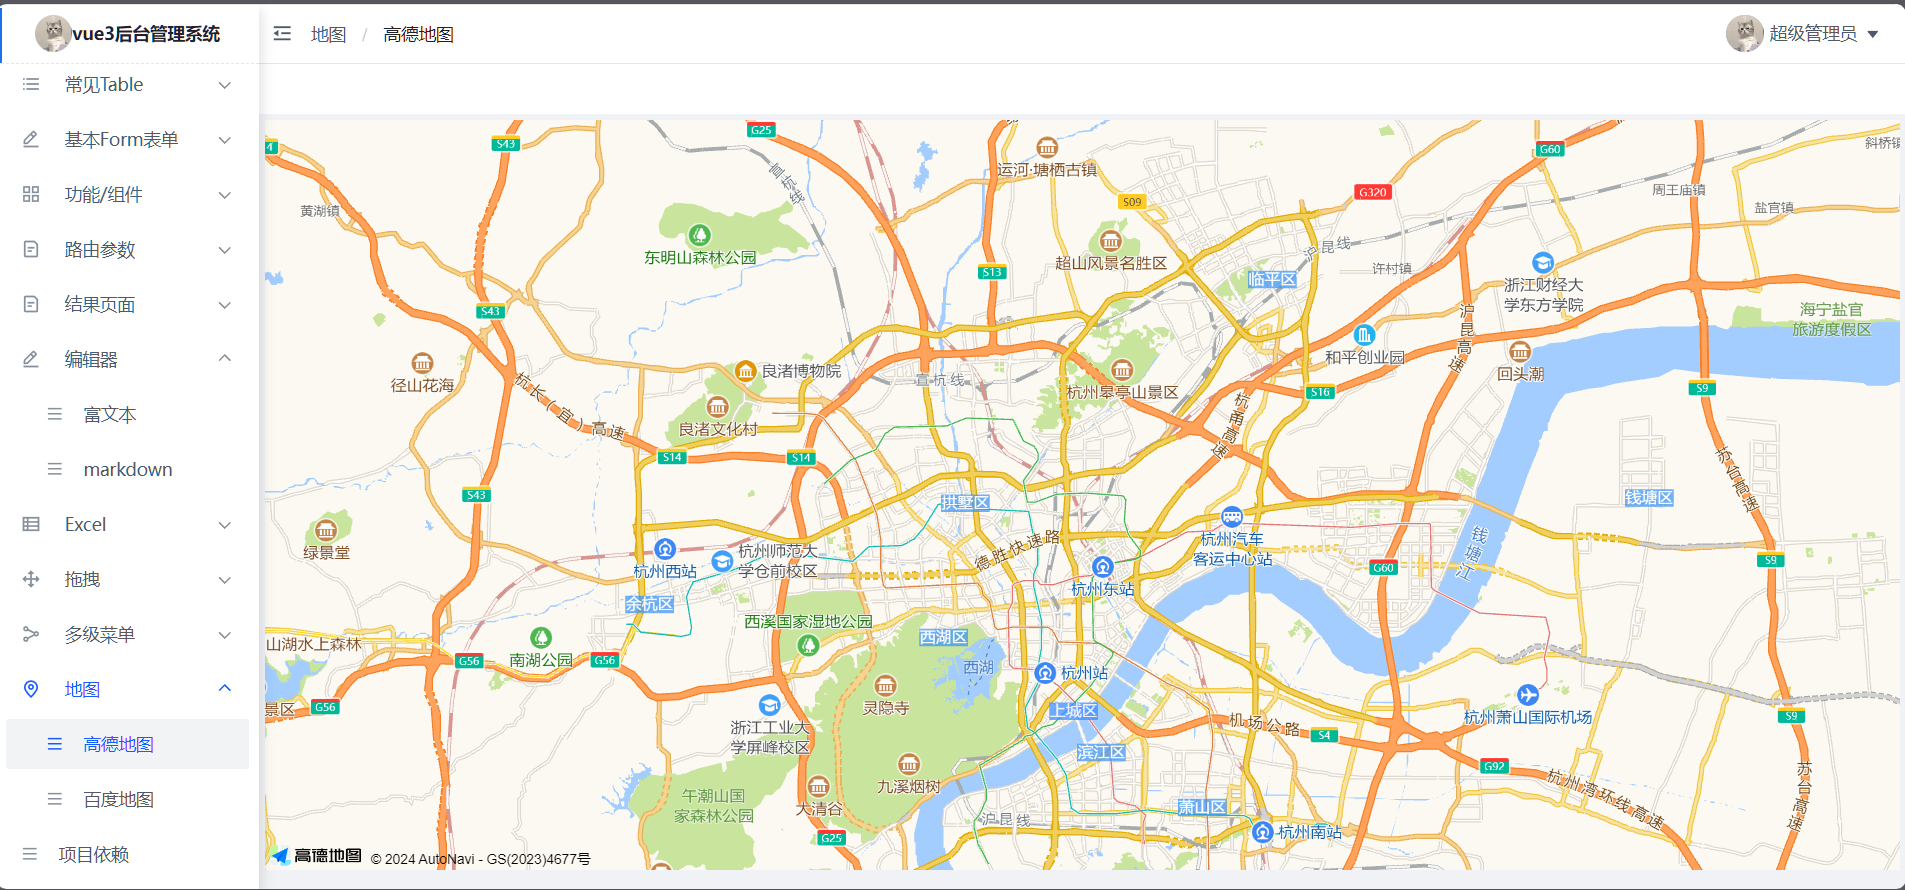 vue3后台管理系统
地图 / 高德地图
超级管理员
常见Table
基本Form表单
功能/组件
路由参数
结果页面
编辑器
富文本
markdown
Excel
拖拽
多级菜单
地图
高德地图
百度地图
项目依赖
4
S43
G25
运河·塘栖古镇
G60
斜桥镇
宣杭线
G320
周王庙镇
S09
盐官镇
黄湖镇
东明山森林公园
超山风景名胜区
沪昆线
S13
临平区
许村镇
浙江财经大
学东方学院
S43
沪昆高速
海宁盐官
旅游度假区
和平创业园
径山花海
良渚博物院
宣杭线
杭州皋亭山景区
回头潮
S16
S9
杭长(宜)高速
良渚文化村
杭甬高速
S14
S14
苏台高速
S43
拱墅区
钱塘区
绿景堂
杭州西站
杭州师范大
学仓前校区
德胜快速路
杭州汽车
客运中心站
钱塘江
杭州东站
G60
S9
余杭区
西溪国家湿地公园
西湖区
山湖水上森林
南湖公园
G56
G56
西湖
杭州站
景区
G56
灵隐寺
上城区
杭州萧山国际机场
S9
浙江工业大
学屏峰校区
机场公路
S4
滨江区
九溪烟树
G92
杭州湾环线高速
苏台高速
午潮山国
家森林公园
大清谷
萧山区
沪昆线
杭州南站
G25
高德地图 © 2024 AutoNavi - GS(2023)4677号